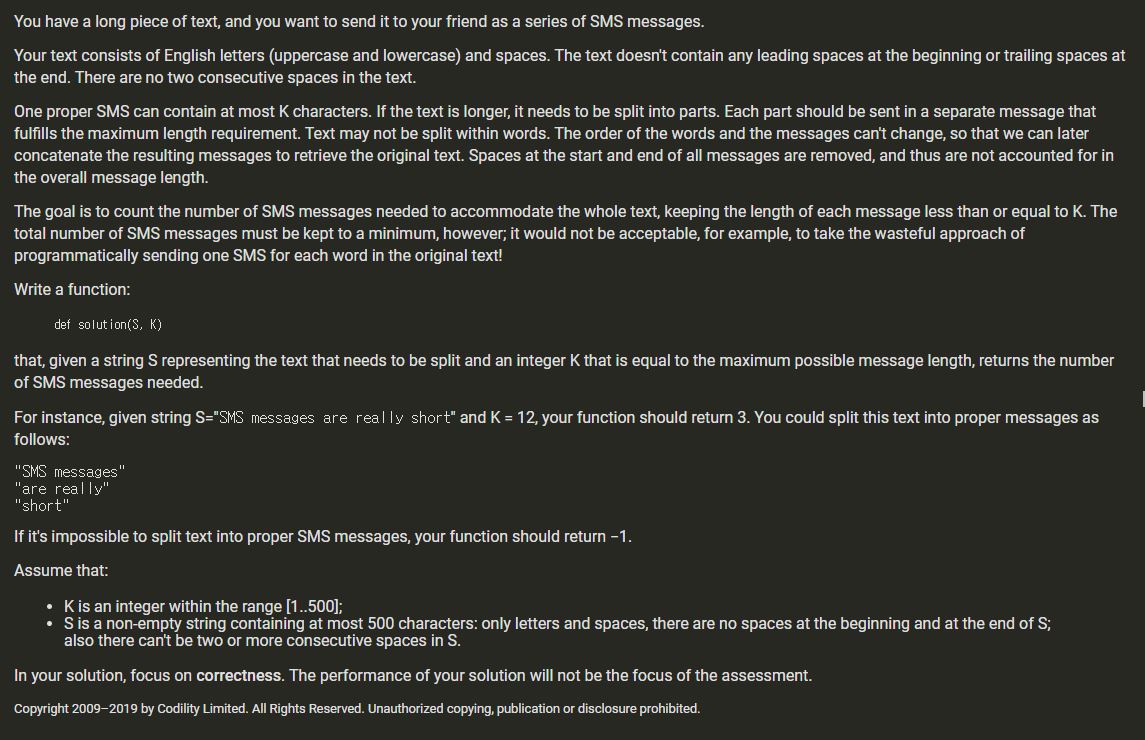 You have a long piece of text, and you want to send it to your friend as a series of SMS messages.
Your text consists of English letters (uppercase and lowercase) and spaces. The text doesn't contain any leading spaces at the beginning or trailing spaces at
the end. There are no two consecutive spaces in the text.
One proper SMS can contain at most K characters. If the text is longer, it needs to be split into parts. Each part should be sent in a separate message that
fulfills the maximum length requirement. Text may not be split within words. The order of the words and the messages can't change, so that we can later
concatenate the resulting messages to retrieve the original text. Spaces at the start and end of all messages are removed, and thus are not accounted for in
the overall message length.
The goal is to count the number of SMS messages needed to accommodate the whole text, keeping the length of each message less than or equal to K. The
total number of SMS messages must be kept to a minimum, however; it would not be acceptable, for example, to take the wasteful approach of
programmatically sending one SMS for each word in the original text!
Write a function:
def solution(S, K)
that, given a string S representing the text that needs to be split and an integer K that is equal to the maximum possible message length, returns the number
of SMS messages needed.
For instance, given string S="SMS messages are really short" and K = 12, your function should return 3. You could split this text into proper messages as
follows:
"SMS messages"
"are really"
"short"
If it's impossible to split text into proper SMS messages, your function should return −1.
Assume that:
• K is an integer within the range [1..500];
• S is a non-empty string containing at most 500 characters: only letters and spaces, there are no spaces at the beginning and at the end of S;
also there can't be two or more consecutive spaces in S.
In your solution, focus on correctness. The performance of your solution will not be the focus of the assessment.
Copyright 2009–2019 by Codility Limited. All Rights Reserved. Unauthorized copying, publication or disclosure prohibited.